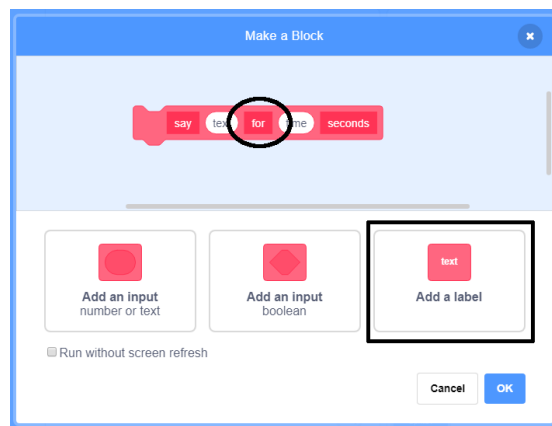 Make a Block
say for seconds
text
Add an input
number or text
Add an input
boolean
Add a label
Run without screen refresh
Cancel OK